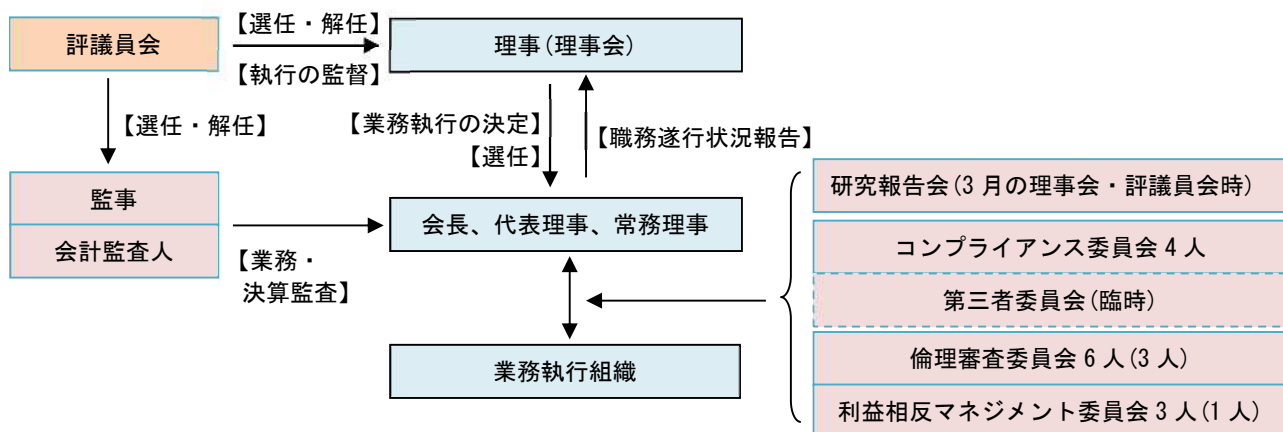 評議員会
【選任・解任】
【執行の監督】
理事(理事会)
【選任・解任】
【業務執行の決定】
【選任】
【職務遂行状況報告】
監事
会計監査人
【業務・
決算監査】
会長、代表理事、常務理事
業務執行組織
研究報告会(3 月の理事会・評議員会時)
コンプライアンス委員会 4 人
第三者委員会(臨時)
倫理審査委員会 6 人(3 人)
利益相反マネジメント委員会 3 人(1 人)